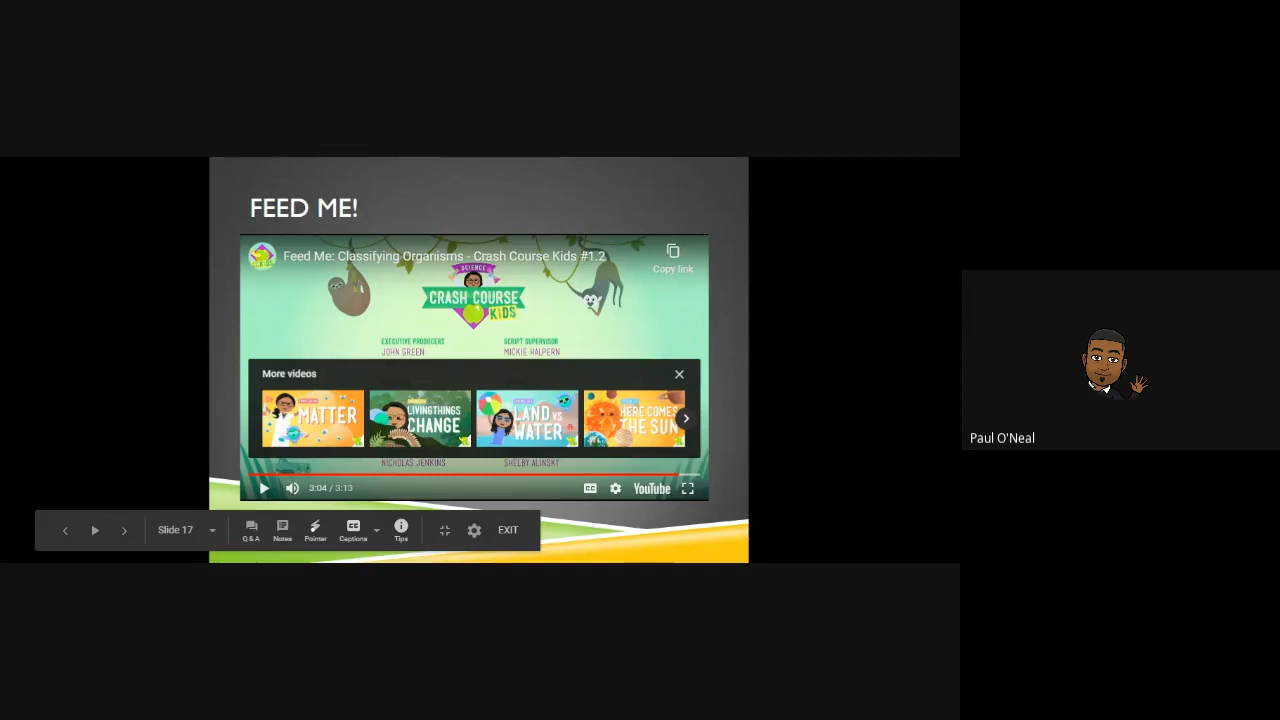 FEED ME!
Feed Me: Classifying Organisms - Crash Course Kids #1.2
Copy link
SCIENCE
CRASH COURSE
KIDS
EXECUTIVE PRODUCERS
JOHN GREEN
SCRIPT SUPERVISOR
MICKIE HALPERN
More videos
MATTER
LIVING THINGS
CHANGE
LAND VS
WATER
HERE COMES
THE SUN
NICHOLAS JENKINS
SHELBY ALINSKY
3:04 / 3:13
CC
YouTube
Slide 17
Q&A
Notes
Pointer
CC
Captions
Tips
EXIT
Paul O'Neal